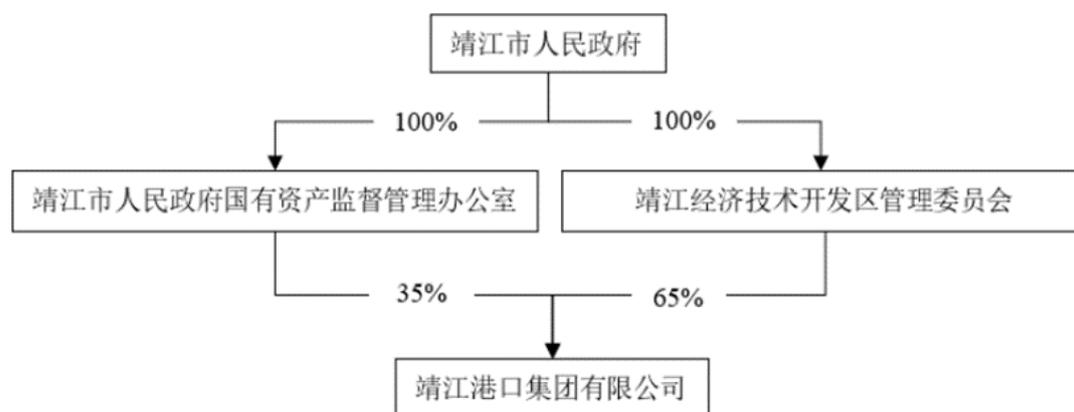 靖江市人民政府
100%
100%
靖江市人民政府国有资产监督管理办公室
靖江经济技术开发区管理委员会
35%
65%
靖江港口集团有限公司